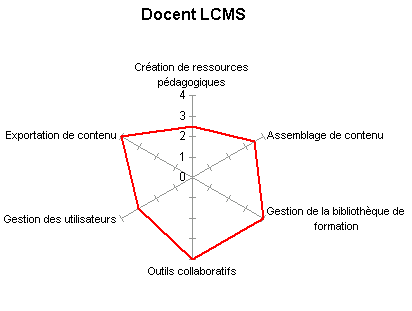 Docent LCMS
Création de ressources
pédagogiques
4
3
2
1
0
Exportation de contenu
Assemblage de contenu
Gestion des utilisateurs
Gestion de la bibliothèque de
formation
Outils collaboratifs